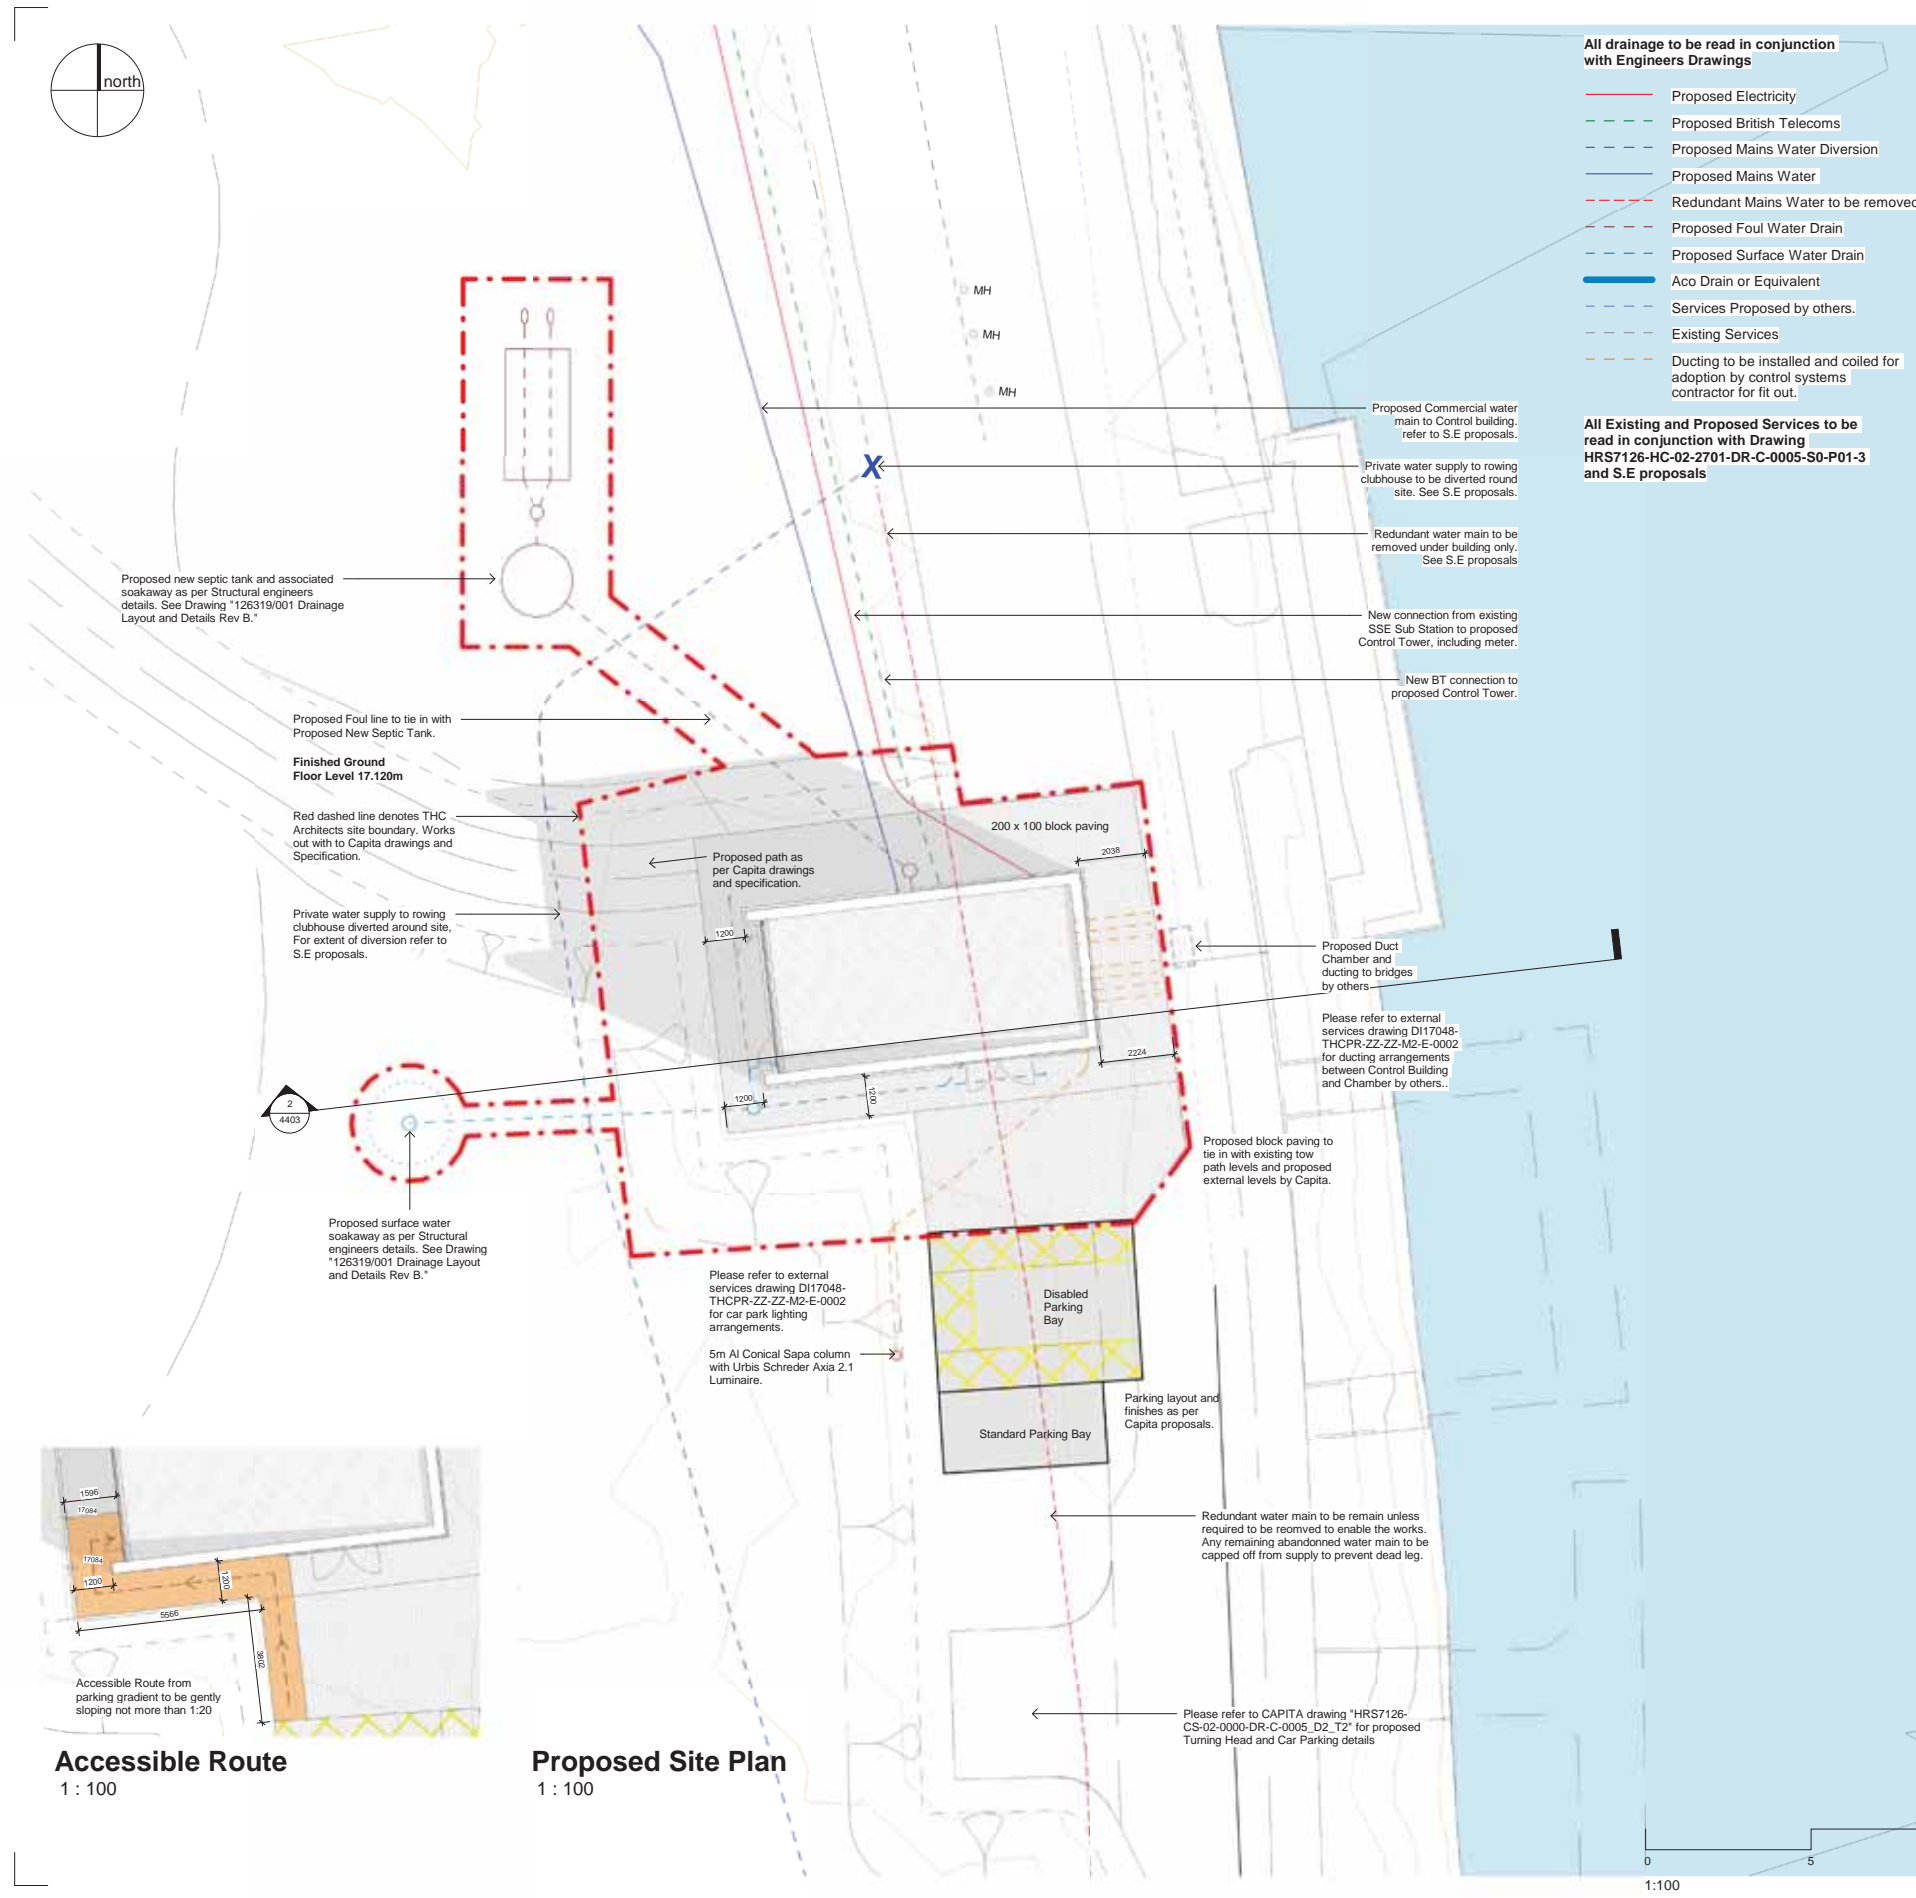 north
All drainage to be read in conjunction
with Engineers Drawings
Proposed Electricity
Proposed British Telecoms
Proposed Mains Water Diversion
Proposed Mains Water
Redundant Mains Water to be removed
Proposed Foul Water Drain
Proposed Surface Water Drain
Aco Drain or Equivalent
Services Proposed by others.
Existing Services
Ducting to be installed and coiled for
adoption by control systems
contractor for fit out.
All Existing and Proposed Services to be
read in conjunction with Drawing
HRS7126-HC-02-2701-DR-C-0005-S0-P01-3
and S.E proposals
MH
MH
MH
Proposed Commercial water
main to Control building.
refer to S.E proposals.
X
Private water supply to rowing
clubhouse to be diverted round
site. See S.E proposals.
Redundant water main to be
removed under building only.
See S.E proposals
New connection from existing
SSE Sub Station to proposed
Control Tower, including meter.
New BT connection to
proposed Control Tower.
Proposed new septic tank and associated
soakaway as per Structural engineers
details. See Drawing "126319/001 Drainage
Layout and Details Rev B."
Proposed Foul line to tie in with
Proposed New Septic Tank.
Finished Ground
Floor Level 17.120m
Red dashed line denotes THC
Architects site boundary. Works
out with to Capita drawings and
Specification.
Private water supply to rowing
clubhouse diverted around site,
For extent of diversion refer to
S.E proposals.
Proposed path as
per Capita drawings
and specification.
200 x 100 block paving
2038
1200
2224
1200
1200
Proposed Duct
Chamber and
ducting to bridges
by others
Please refer to external
services drawing DI17048-
THCPR-ZZ-ZZ-M2-E-0002
for ducting arrangements
between Control Building
and Chamber by others..
2
4403
Proposed block paving to
tie in with existing tow
path levels and proposed
external levels by Capita.
Proposed surface water
soakaway as per Structural
engineers details. See Drawing
"126319/001 Drainage Layout
and Details Rev B."
Please refer to external
services drawing DI17048-
THCPR-ZZ-ZZ-M2-E-0002
for car park lighting
arrangements.
5m Al Conical Sapa column
with Urbis Schreder Axia 2.1
Luminaire.
Disabled
Parking
Bay
Standard Parking Bay
Parking layout and
finishes as per
Capita proposals.
Redundant water main to be remain unless
required to be reomved to enable the works.
Any remaining abandonned water main to be
capped off from supply to prevent dead leg.
Please refer to CAPITA drawing "HRS7126-
CS-02-0000-DR-C-0005_D2_T2" for proposed
Turning Head and Car Parking details
1596
17084
17084
1200
1200
5566
3602
Accessible Route from
parking gradient to be gently
sloping not more than 1:20
Accessible Route
1 : 100
Proposed Site Plan
1 : 100
0
5
1:100